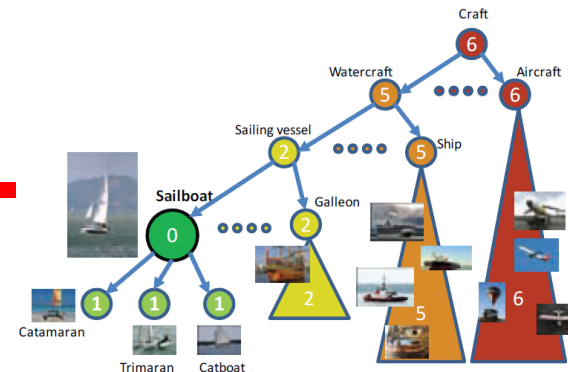 Craft
6
Watercraft
Aircraft
5
6
Sailing vessel
2
5
Ship
Sailboat
Galleon
0
2
1
1
1
2
5
6
Catamaran
Trimaran
Catboat